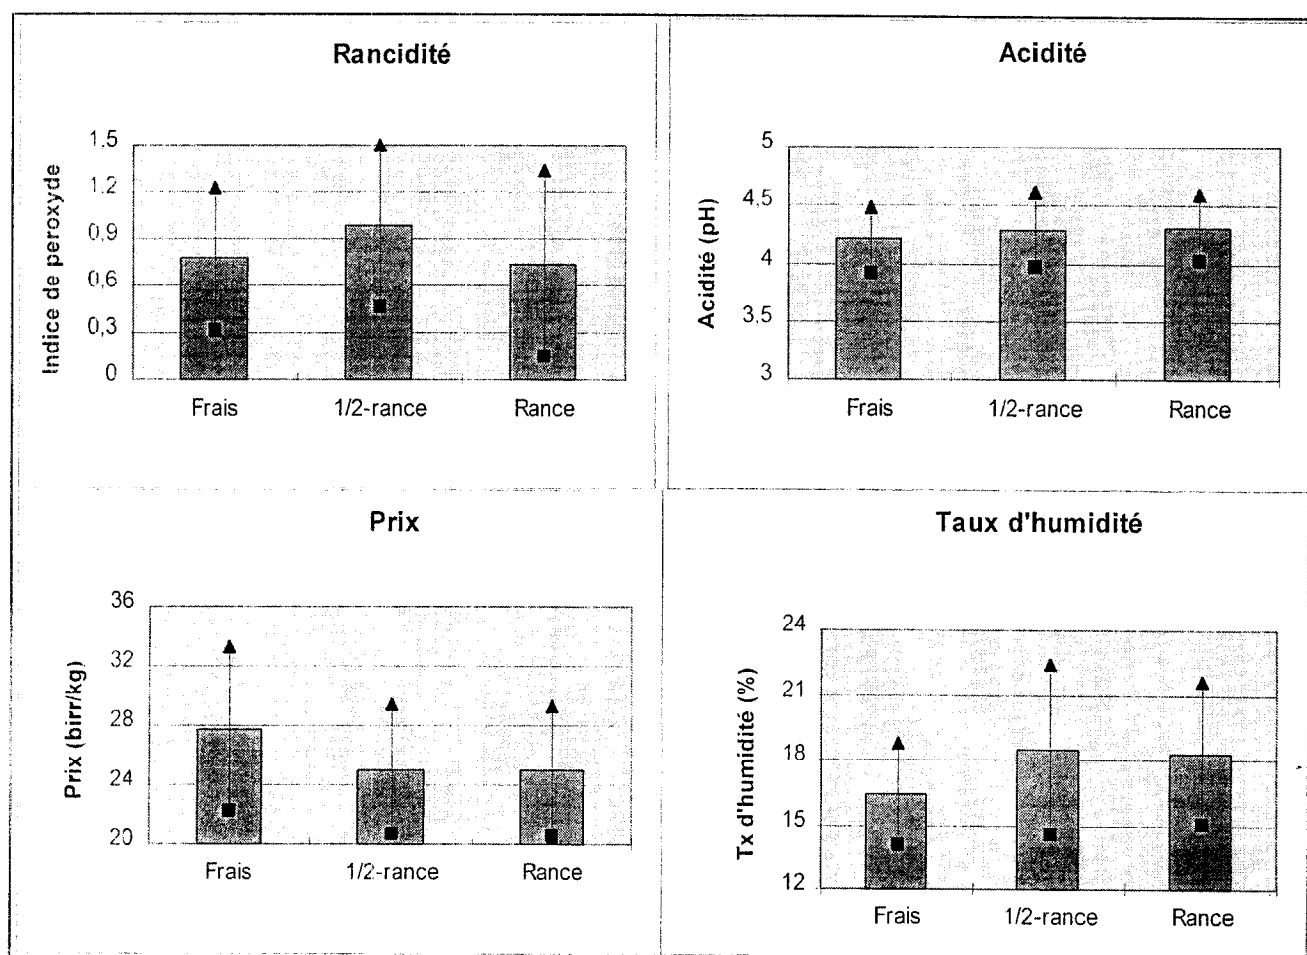 Rancidité
Indice de peroxyde
1.5
1.2
0,9
0.6
0,3
0
Frais
1/2-rance
Rance
Acidité
Acidité (pH)
5
4.5
4
3,5
3
Frais
1/2-rance
Rance
Prix
Prix (birr/kg)
36
32
28
24
20
Frais
1/2-rance
Rance
Taux d'humidité
Tx d'humidité (%)
24
21
18
15
12
Frais
1/2-rance
Rance